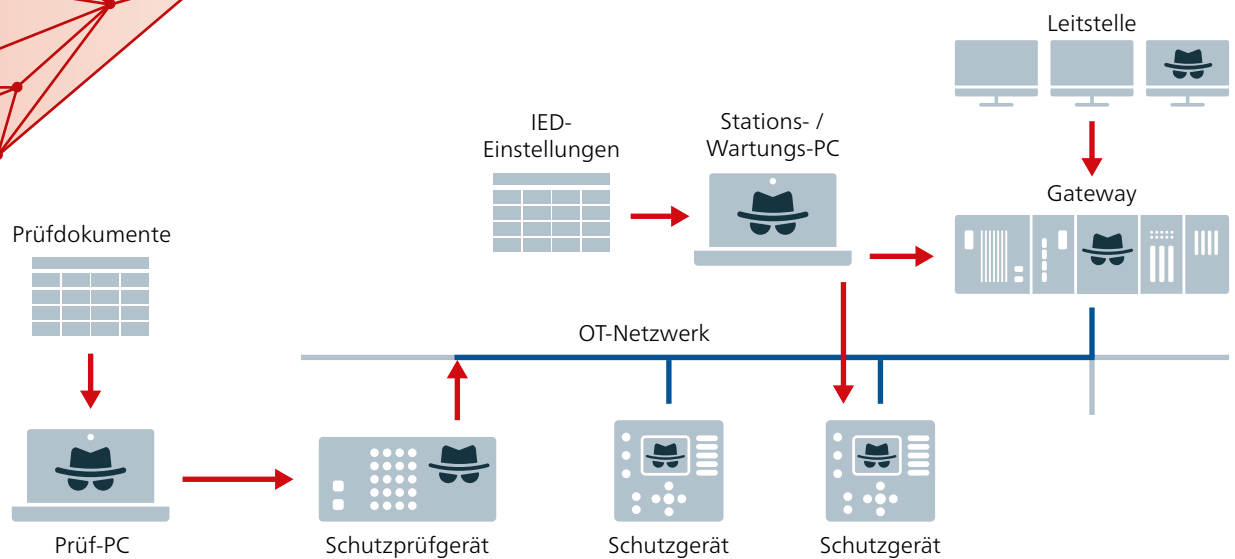 Leitstelle
IED-
Einstellungen
Stations- /
Wartungs-PC
Gateway
Prüfdokumente
OT-Netzwerk
Prüf-PC
Schutzprüfgerät
Schutzgerät
Schutzgerät